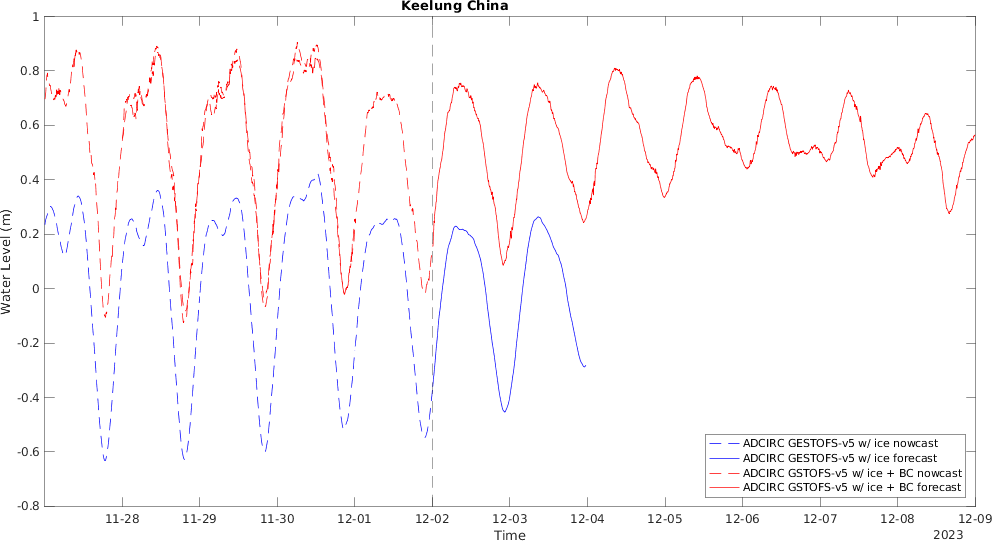 Keelung China
1
0.8
0.6
0.4
0.2
0
-0.2
-0.4
-0.6
-0.8
Water Level (m)
ADCIRC GESTOFS-v5 w/ ice nowcast
ADCIRC GESTOFS-v5 w/ ice forecast
ADCIRC GSTOFS-v5 w/ ice + BC nowcast
ADCIRC GSTOFS-v5 w/ ice + BC forecast
11-28 11-29 11-30 12-01 12-02 12-03 12-04 12-05 12-06 12-07 12-08 12-09
Time
2023